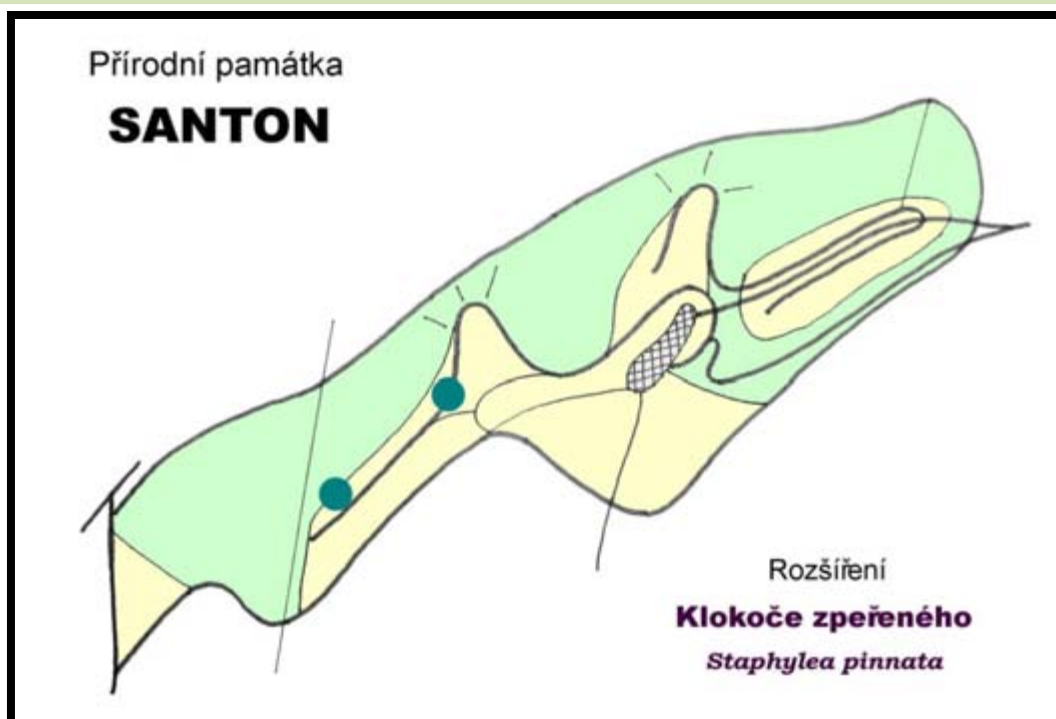 Přírodní památka
SANTON
Rozšíření
Klokoče zpeřeného
Staphylea pinnata